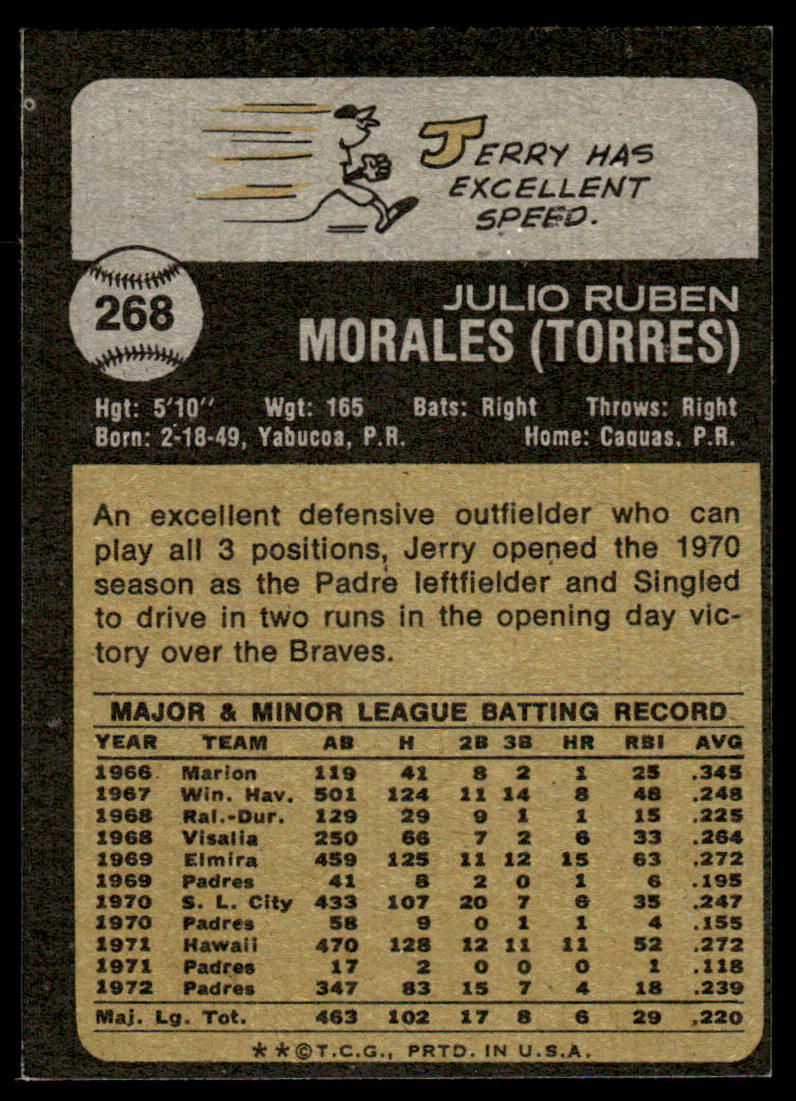 JERRY HAS
EXCELLENT
SPEED.
268
JULIO RUBEN
MORALES (TORRES)
Hgt: 5'10" Wgt: 165 Bats: Right Throws: Right
Born: 2-18-49, Yabucoa, P.R. Home: Caguas, P.R.
An excellent defensive outfielder who can
play all 3 positions, Jerry opened the 1970
season as the Padre leftfielder and Singled
to drive in two runs in the opening day vic-
tory over the Braves.
MAJOR & MINOR LEAGUE BATTING RECORD
YEAR TEAM AB H 2B 3B HR RBI AVG
1966 Marion 119 41 8 2 1 25 .345
1967 Win. Hav. 501 124 11 14 8 48 .248
1968 Ral.-Dur. 129 29 9 1 1 15 .225
1968 Visalia 250 66 7 2 6 33 .264
1969 Elmira 459 125 11 12 15 63 .272
1969 Padres 41 8 2 0 1 6 .195
1970 S. L. City 433 107 20 7 6 35 .247
1970 Padres 58 9 0 1 1 4 .155
1971 Hawaii 470 128 12 11 11 52 .272
1971 Padres 17 2 0 0 0 1 .118
1972 Padres 347 83 15 7 4 18 .239
Maj. Lg. Tot. 463 102 17 8 6 29 .220
**©T.C.G., PRTD. IN U.S.A.